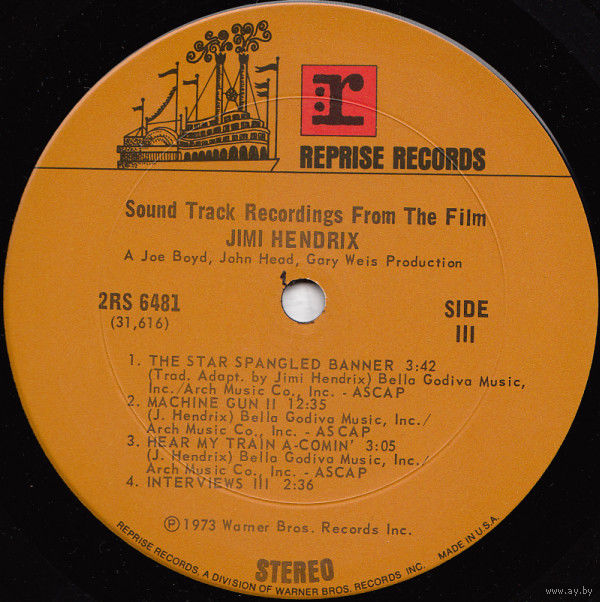 r
REPRISE RECORDS
Sound Track Recordings From The Film
JIMI HENDRIX
A Joe Boyd, John Head, Gary Weis Production
2RS 6481
(31,616)
SIDE
III
1. THE STAR SPANGLED BANNER 3:42
(Trad. Adapt. by Jimi Hendrix) Bella Godiva Music,
Inc./Arch Music Co., Inc. - ASCAP
2. MACHINE GUN II 12:35
(J. Hendrix) Bella Godiva Music, Inc./
Arch Music Co., Inc. - ASCAP
3. HEAR MY TRAIN A-COMIN' 3:05
(J. Hendrix) Bella Godiva Music, Inc./
Arch Music Co., Inc. - ASCAP
4. INTERVIEWS III 2:36
℗ 1973 Warner Bros. Records Inc.
STEREO
REPRISE RECORDS, A DIVISION OF WARNER BROS. RECORDS INC. MADE IN U.S.A.
www.ay.by